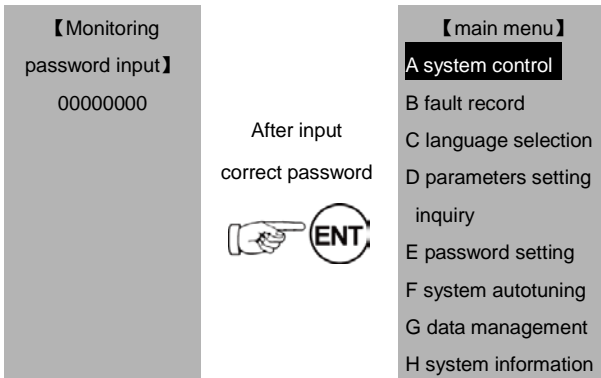 【Monitoring
password input】
00000000
After input
correct password
ENT
【main menu】
A system control
B fault record
C language selection
D parameters setting
inquiry
E password setting
F system autotuning
G data management
H system information